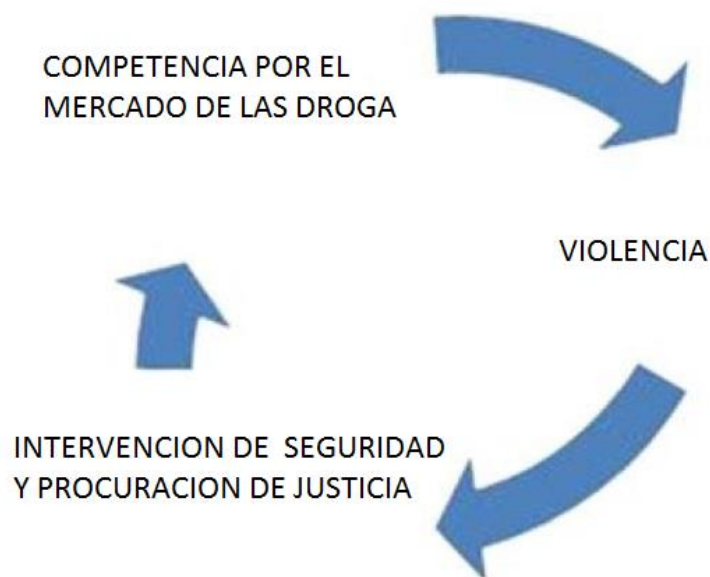 COMPETENCIA POR EL
MERCADO DE LAS DROGA
VIOLENCIA
INTERVENCION DE SEGURIDAD
Y PROCURACION DE JUSTICIA